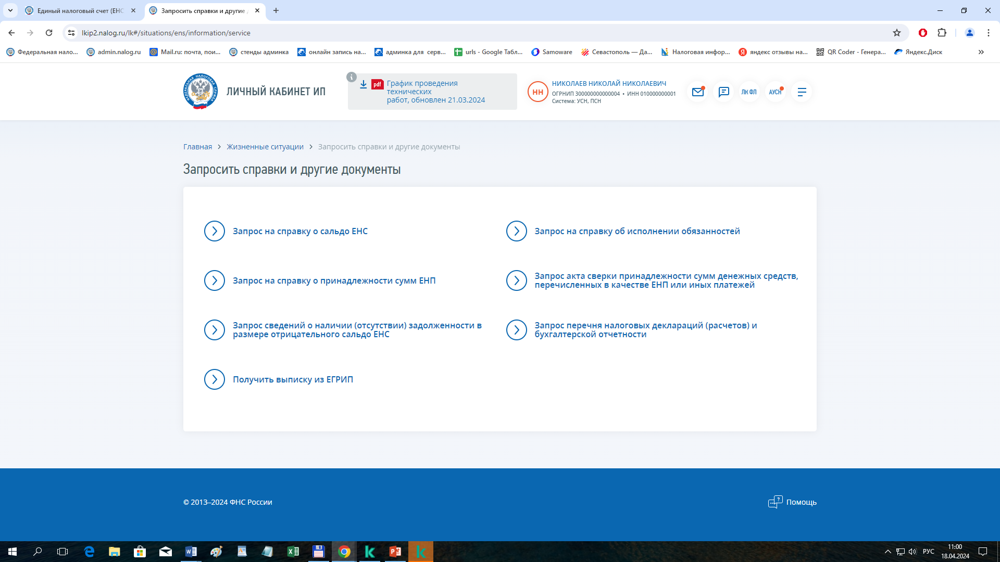 Единый налоговый счет (ЕНС
Запросить справки и другие
lkip2.nalog.ru/lk#/situations/ens/information/service
Федеральная нало...
admin.nalog.ru
Mail.ru: почта, пои...
стенды админка
онлайн запись на...
админка для серв...
urls - Google Табл...
Samoware
Севастополь — Да...
Налоговая инфор...
яндекс отзывы на...
QR Coder - Генера...
Яндекс.Диск
ЛИЧНЫЙ КАБИНЕТ ИП
pdf
График проведения
технических
работ, обновлен 21.03.2024
НН
НИКОЛАЕВ НИКОЛАЙ НИКОЛАЕВИЧ
ОГРНИП 300000000000004 • ИНН 010000000001
Система: УСН, ПСН
ЛК ФЛ
АУСН
Главная > Жизненные ситуации > Запросить справки и другие документы
Запросить справки и другие документы
Запрос на справку о сальдо ЕНС
Запрос на справку об исполнении обязанностей
Запрос на справку о принадлежности сумм ЕНП
Запрос акта сверки принадлежности сумм денежных средств,
перечисленных в качестве ЕНП или иных платежей
Запрос сведений о наличии (отсутствии) задолженности в
размере отрицательного сальдо ЕНС
Запрос перечня налоговых деклараций (расчетов) и
бухгалтерской отчетности
Получить выписку из ЕГРИП
© 2013–2024 ФНС России
Помощь
РУС
11:00
18.04.2024